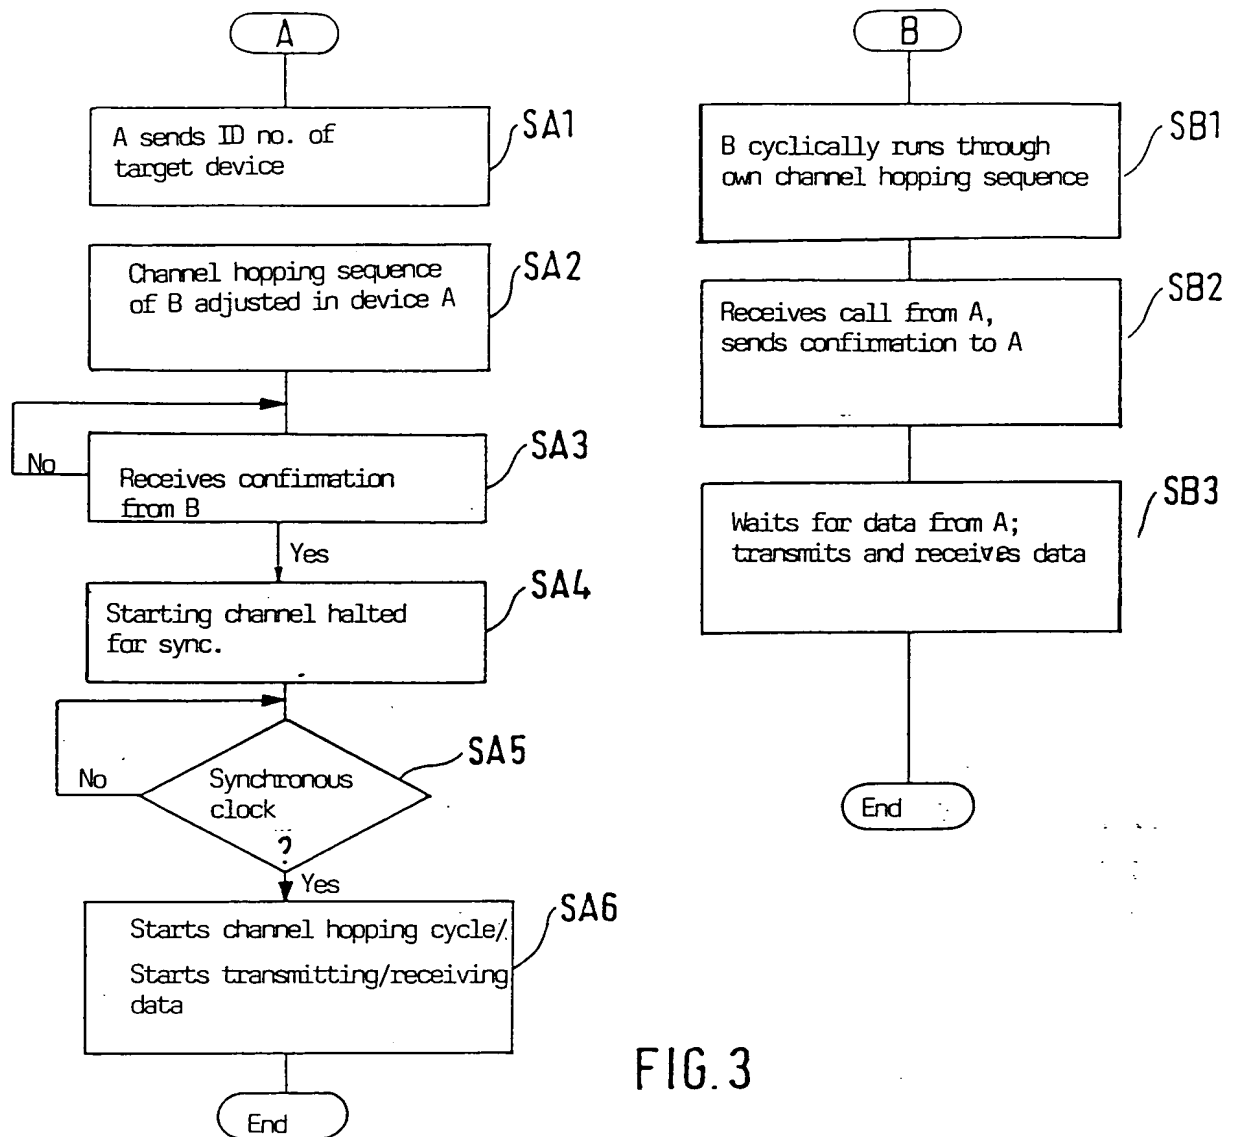 A
A sends ID no. of
target device
SA1
Channel hopping sequence
of B adjusted in device A
SA2
No
Receives confirmation
from B
SA3
Yes
Starting channel halted
for sync.
SA4
No
Synchronous
clock
?
SA5
Yes
Starts channel hopping cycle/
Starts transmitting/receiving
data
SA6
End
B
B cyclically runs through
own channel hopping sequence
SB1
Receives call from A,
sends confirmation to A
SB2
Waits for data from A;
transmits and receives data
SB3
End
FIG. 3